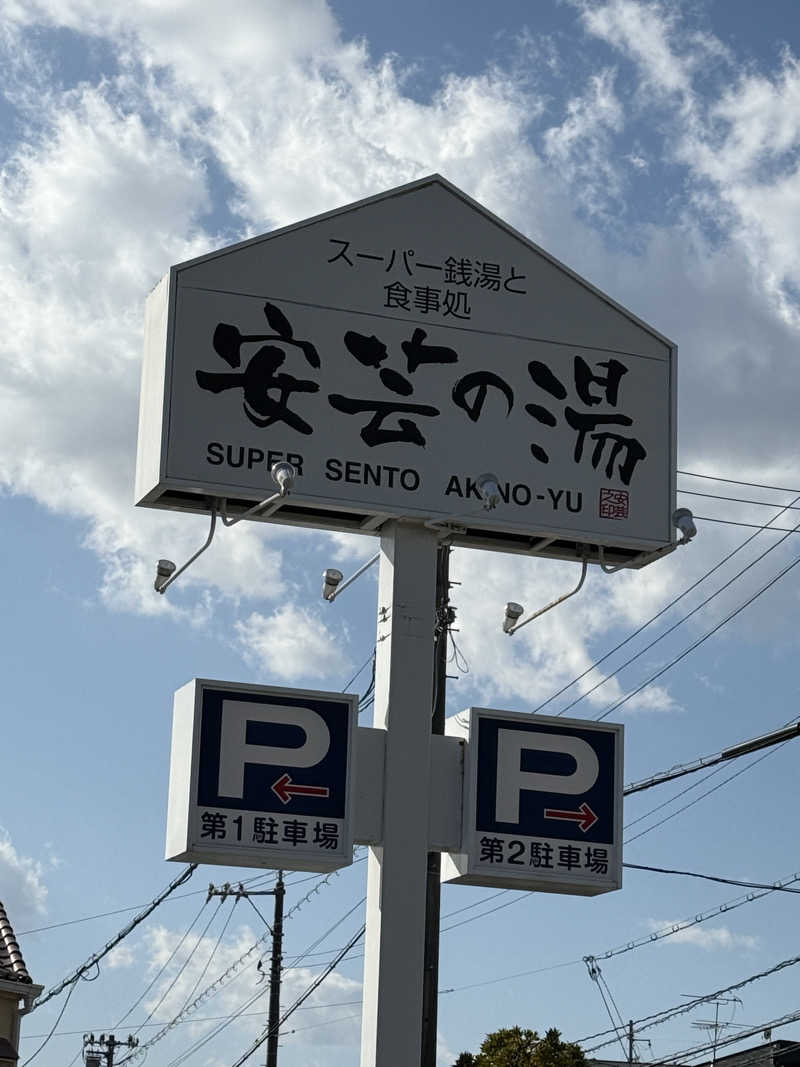 スーパー銭湯と
食事処
安芸の湯
SUPER SENTO AKINO-YU
P
第1駐車場
P
第2駐車場